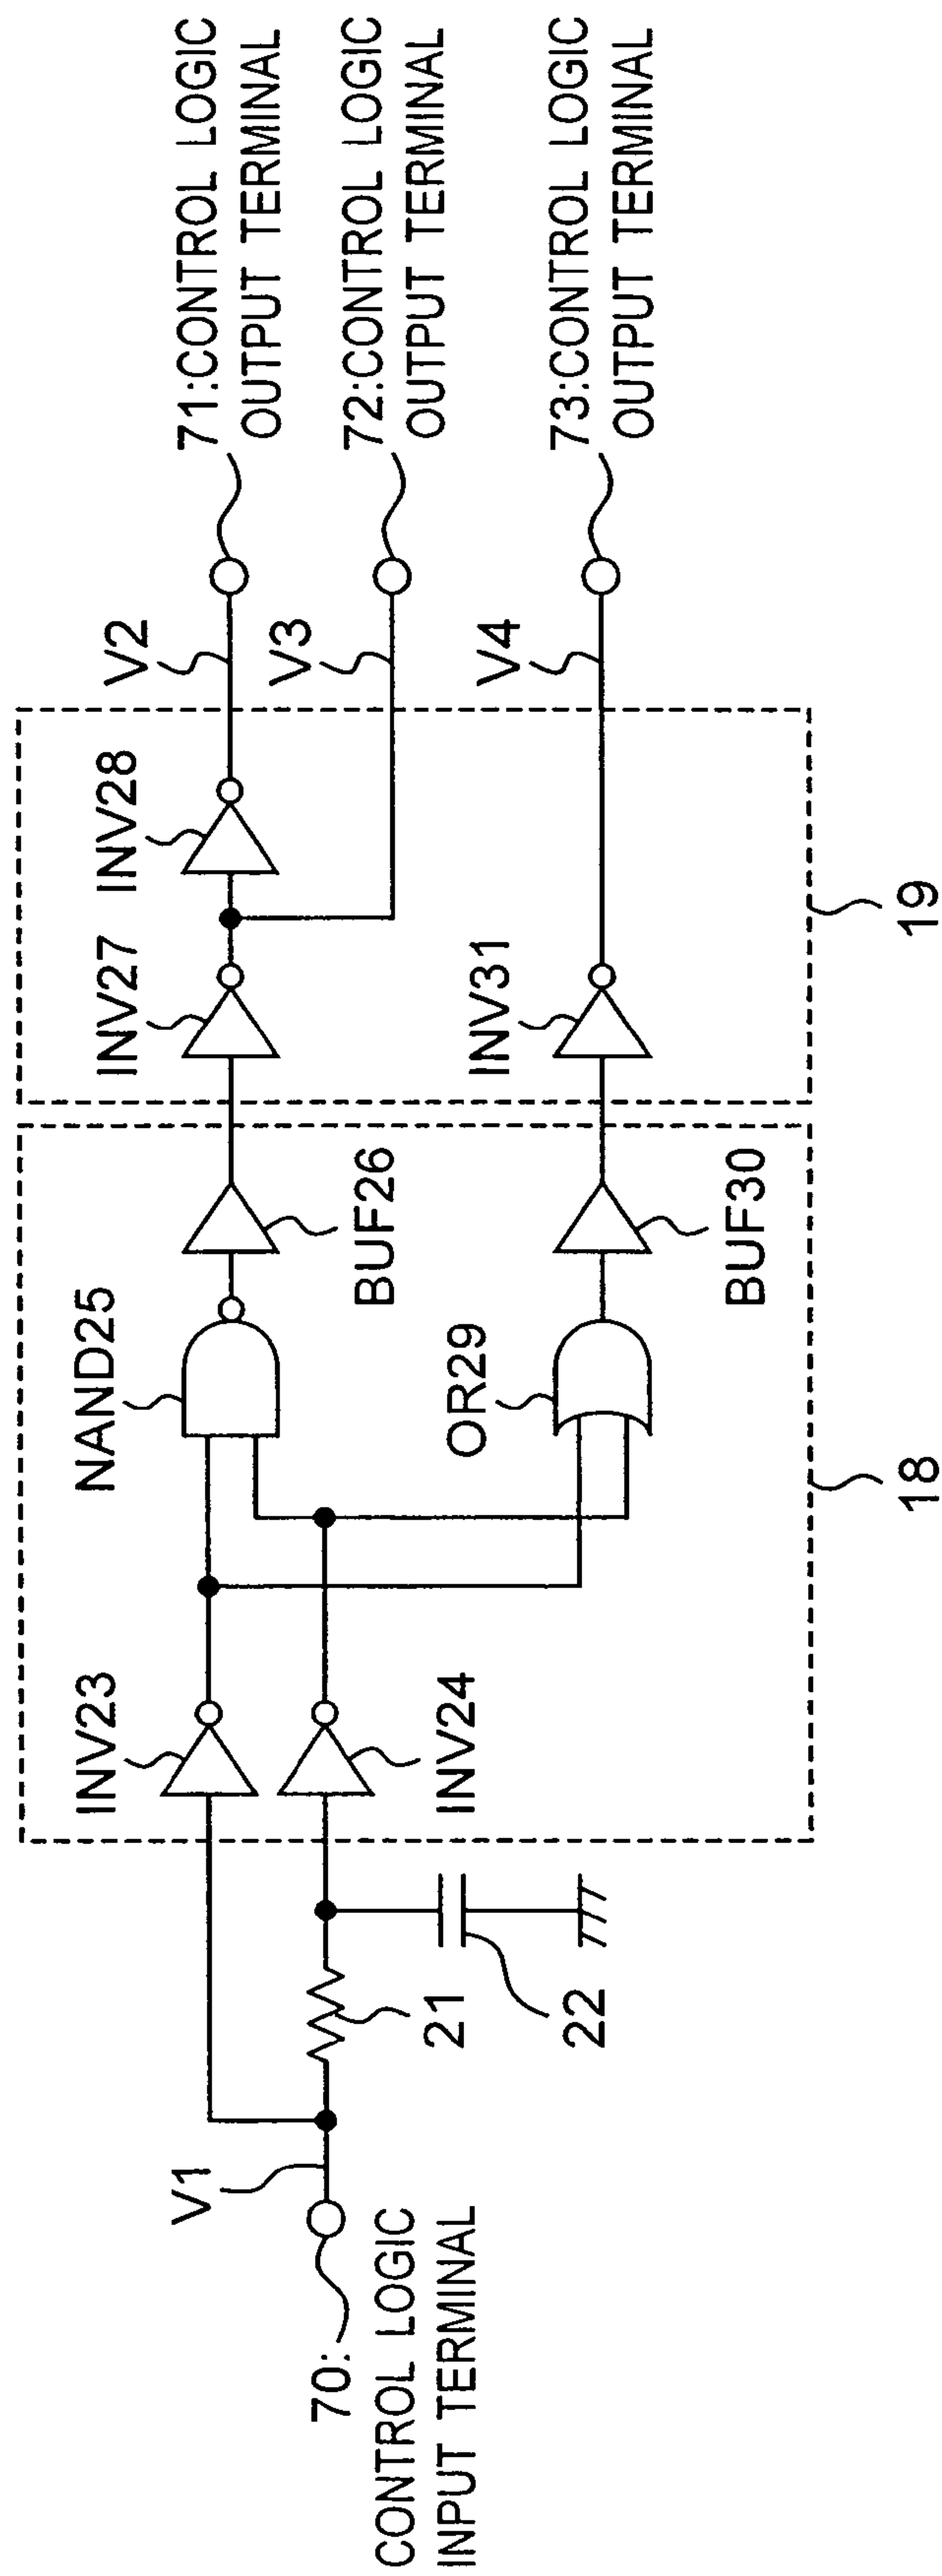 70:
CONTROL LOGIC
INPUT TERMINAL
V1
21
22
INV23
INV24
NAND25
OR29
BUF26
BUF30
18
INV27
INV28
INV31
19
V2
V3
V4
71:CONTROL LOGIC
OUTPUT TERMINAL
72:CONTROL LOGIC
OUTPUT TERMINAL
73:CONTROL LOGIC
OUTPUT TERMINAL